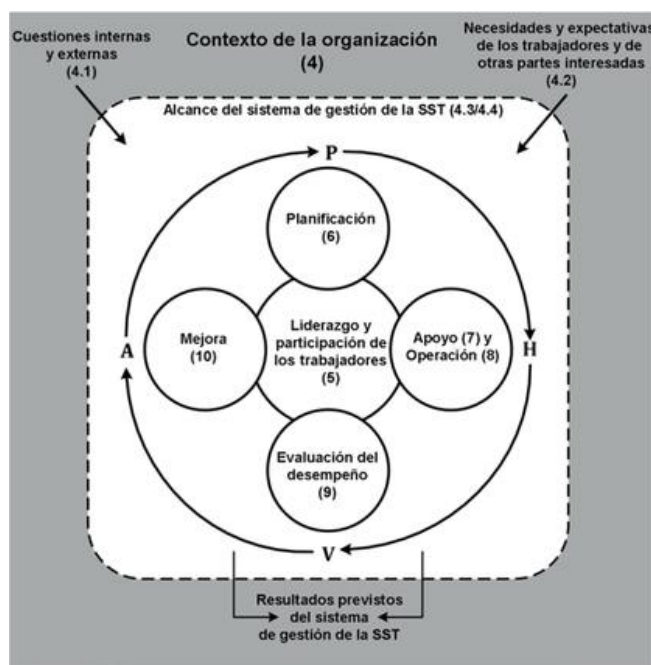 Cuestiones internas
y externas
(4.1)
Contexto de la organización
(4)
Necesidades y expectativas
de los trabajadores y de
otras partes interesadas
(4.2)
Alcance del sistema de gestión de la SST (4.3/4.4)
P
Planificación
(6)
A
Mejora
(10)
Liderazgo y
participación de
los trabajadores
(5)
Apoyo (7) y
Operación (8)
H
Evaluación del
desempeño
(9)
V
Resultados previstos
del sistema
de gestión de la SST